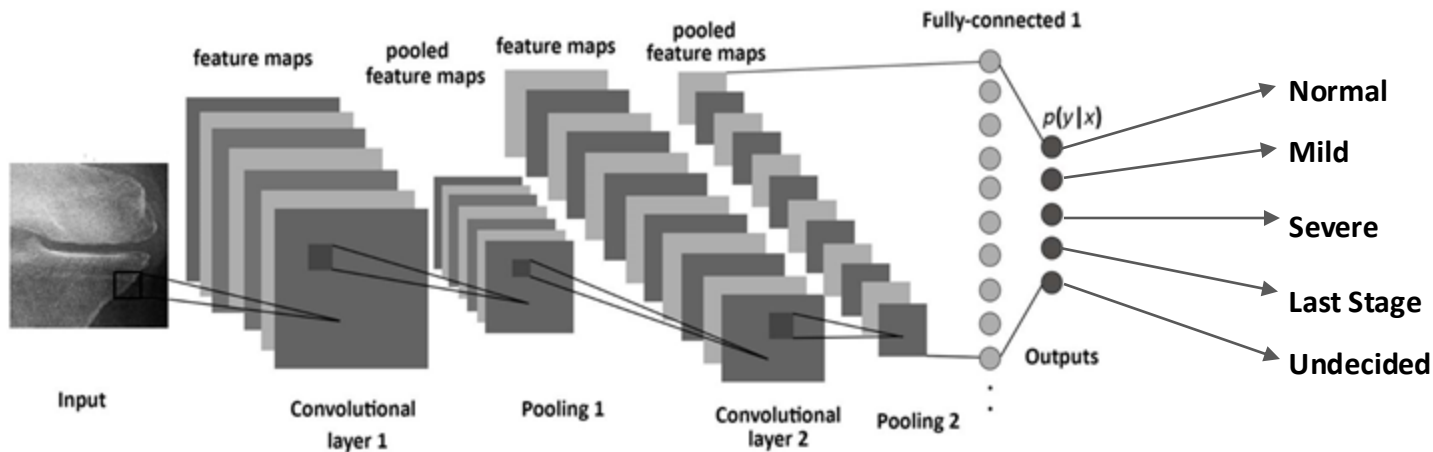 Fully-connected 1
feature maps
pooled
feature maps
feature maps
pooled
feature maps
p(y|x)
Normal
Mild
Severe
Last Stage
Undecided
Outputs
Input
Convolutional
layer 1
Pooling 1
Convolutional
layer 2
Pooling 2